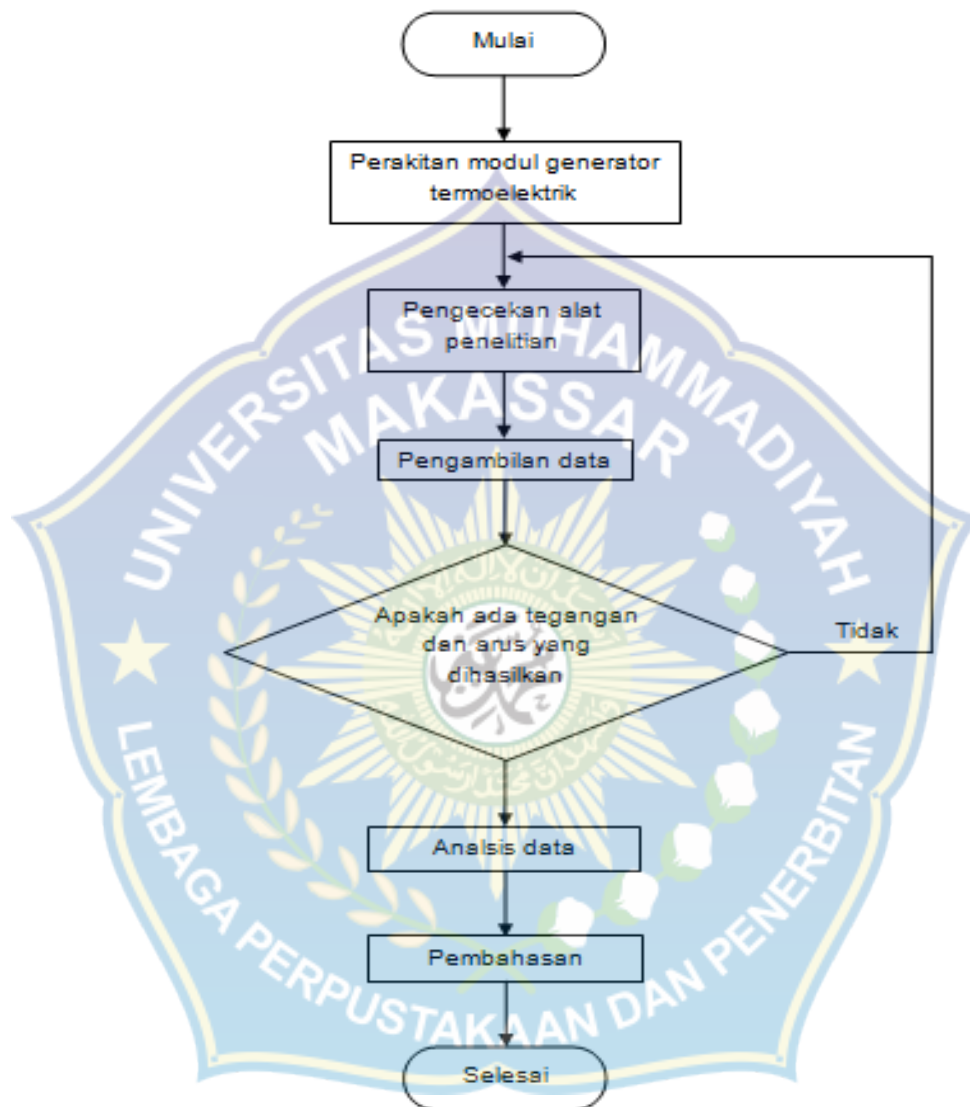 Mulai
Perakitan modul generator
termoelektrik
Pengecekan alat
penelitian
Pengambilan data
Apakah ada tegangan
dan arus yang
dihasilkan
Tidak
Analsis data
Pembahasan
Selesai
UNIVERSITAS MUHAMMADIYAH
MAKASSAR
LEMBAGA PERPUSTAKAAN DAN PENERBITAN